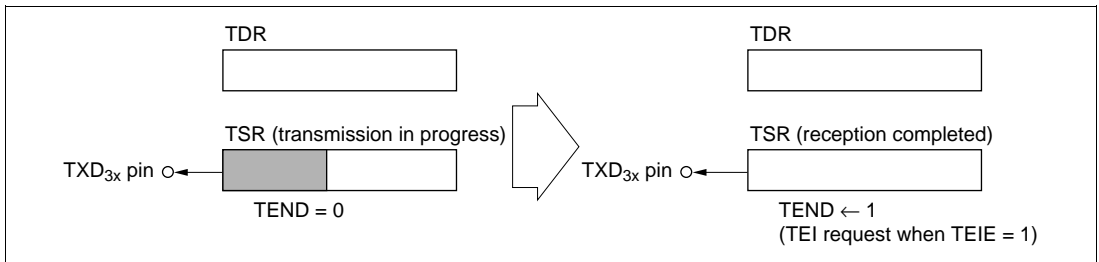 TDR
TSR (transmission in progress)
TXD3x pin
TEND = 0
TDR
TSR (reception completed)
TXD3x pin
TEND ← 1
(TEI request when TEIE = 1)